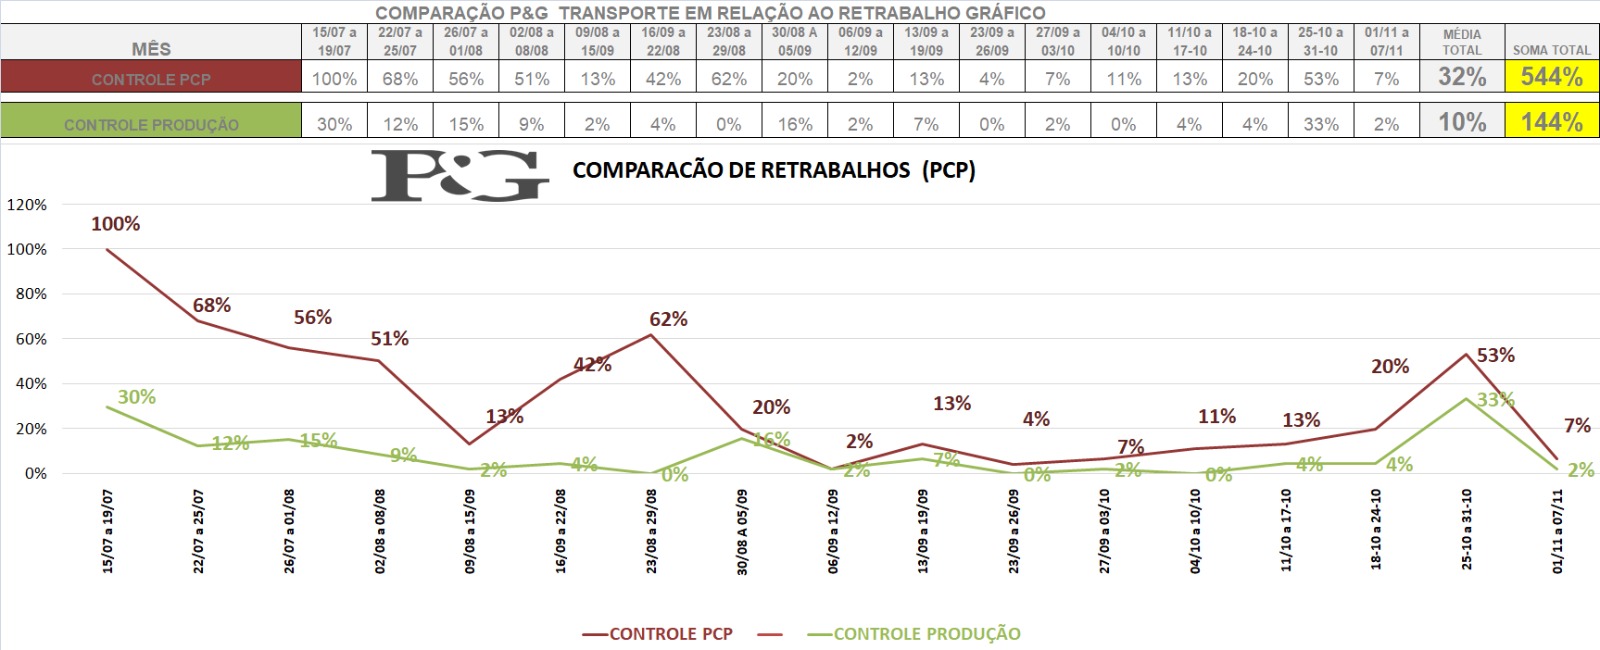 COMPARAÇÃO P&G TRANSPORTE EM RELAÇÃO AO RETRABALHO GRÁFICO
MÊS 15/07 a 19/07 22/07 a 25/07 26/07 a 01/08 02/08 a 08/08 09/08 a 15/09 16/09 a 22/08 23/08 a 29/08 30/08 A 05/09 06/09 a 12/09 13/09 a 19/09 23/09 a 26/09 27/09 a 03/10 04/10 a 10/10 11/10 a 17-10 18-10 a 24-10 25-10 a 31-10 01/11 a 07/11 MÉDIA TOTAL SOMA TOTAL
CONTROLE PCP 100% 68% 56% 51% 13% 42% 62% 20% 2% 13% 4% 7% 11% 13% 20% 53% 7% 32% 544%
CONTROLE PRODUÇÃO 30% 12% 15% 9% 2% 4% 0% 16% 2% 7% 0% 2% 0% 4% 4% 33% 2% 10% 144%
P&G COMPARACÃO DE RETRABALHOS (PCP)
120%
100%
80%
60%
40%
20%
0%
100% 68% 56% 51% 13% 42% 62% 20% 2% 13% 4% 7% 11% 13% 20% 53% 7%
30% 12% 15% 9% 2% 4% 0% 16% 2% 7% 0% 2% 0% 4% 4% 33% 2%
15/07 a 19/07
22/07 a 25/07
26/07 a 01/08
02/08 a 08/08
09/08 a 15/09
16/09 a 22/08
23/08 a 29/08
30/08 A 05/09
06/09 a 12/09
13/09 a 19/09
23/09 a 26/09
27/09 a 03/10
04/10 a 10/10
11/10 a 17-10
18-10 a 24-10
25-10 a 31-10
01/11 a 07/11
CONTROLE PCP CONTROLE PRODUÇÃO